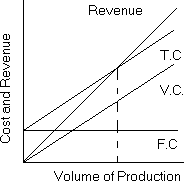 Revenue
T.C
V.C.
F.C
Cost and Revenue
Volume of Production